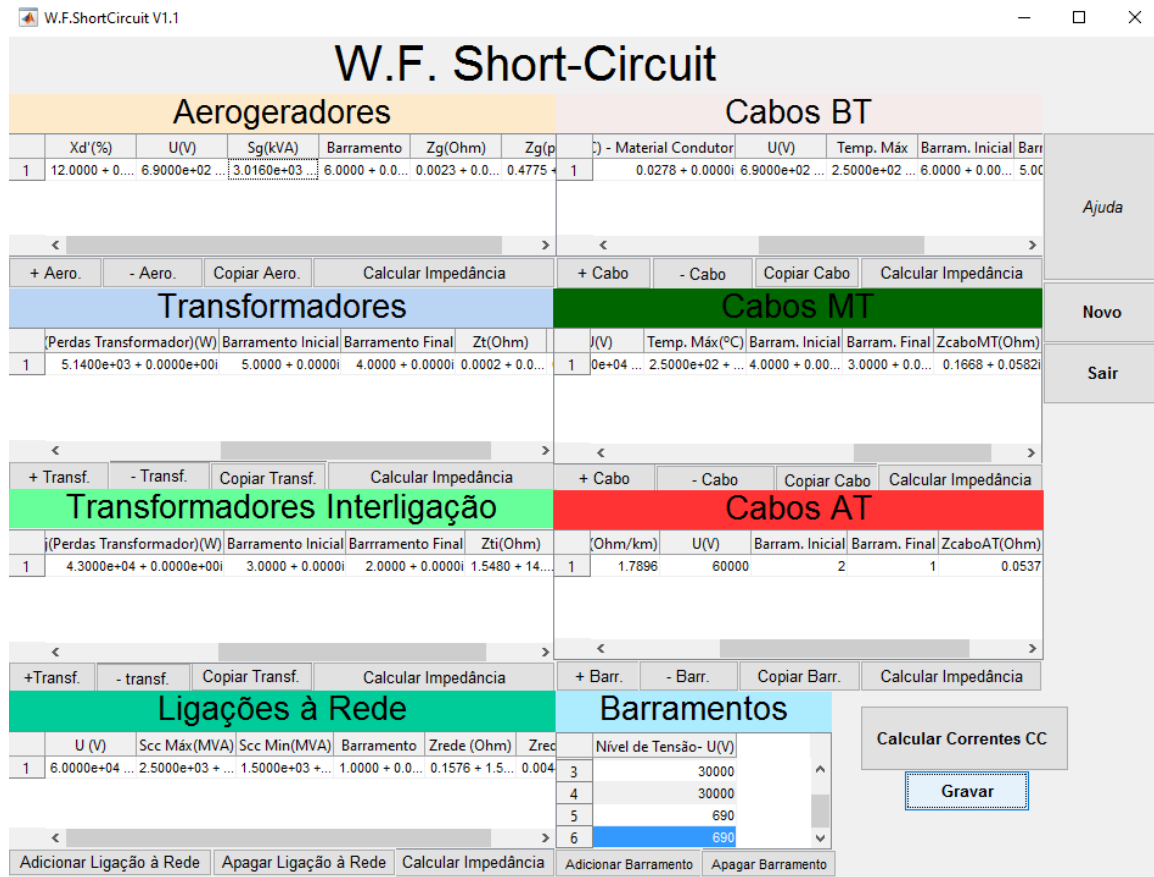 W.F.ShortCircuit V1.1
W.F. Short-Circuit
Aerogeradores
Xd'(%) U(V) Sg(kVA) Barramento Zg(Ohm) Zg(p
1 12.0000 + 0.... 6.9000e+02 ... 3.0160e+03 ... 6.0000 + 0.0... 0.0023 + 0.0... 0.4775 +
+ Aero. - Aero. Copiar Aero. Calcular Impedância
Cabos BT
C) - Material Condutor U(V) Temp. Máx Barram. Inicial Barr
1 0.0278 + 0.0000i 6.9000e+02 ... 2.5000e+02 ... 6.0000 + 0.00... 5.00
+ Cabo - Cabo Copiar Cabo Calcular Impedância
Ajuda
Novo
Sair
Transformadores
(Perdas Transformador)(W) Barramento Inicial Barramento Final Zt(Ohm)
1 5.1400e+03 + 0.0000e+00i 5.0000 + 0.0000i 4.0000 + 0.0000i 0.0002 + 0.0...
+ Transf. - Transf. Copiar Transf. Calcular Impedância
Cabos MT
J(V) Temp. Máx(ºC) Barram. Inicial Barram. Final ZcaboMT(Ohm)
1 0e+04 ... 2.5000e+02 + ... 4.0000 + 0.00... 3.0000 + 0.0... 0.1668 + 0.0582i
+ Cabo - Cabo Copiar Cabo Calcular Impedância
Transformadores Interligação
j(Perdas Transformador)(W) Barramento Inicial Barrramento Final Zti(Ohm)
1 4.3000e+04 + 0.0000e+00i 3.0000 + 0.0000i 2.0000 + 0.0000i 1.5480 + 14....
+Transf. - transf. Copiar Transf. Calcular Impedância
Cabos AT
(Ohm/km) U(V) Barram. Inicial Barram. Final ZcaboAT(Ohm)
1 1.7896 60000 2 1 0.0537
+ Barr. - Barr. Copiar Barr. Calcular Impedância
Ligações à Rede
U (V) Scc Máx(MVA) Scc Min(MVA) Barramento Zrede (Ohm) Zred
1 6.0000e+04 ... 2.5000e+03 + ... 1.5000e+03 +... 1.0000 + 0.0... 0.1576 + 1.5... 0.004
Adicionar Ligação à Rede Apagar Ligação à Rede Calcular Impedância
Barramentos
Nível de Tensão- U(V)
3 30000
4 30000
5 690
6 690
Adicionar Barramento Apagar Barramento
Calcular Correntes CC
Gravar